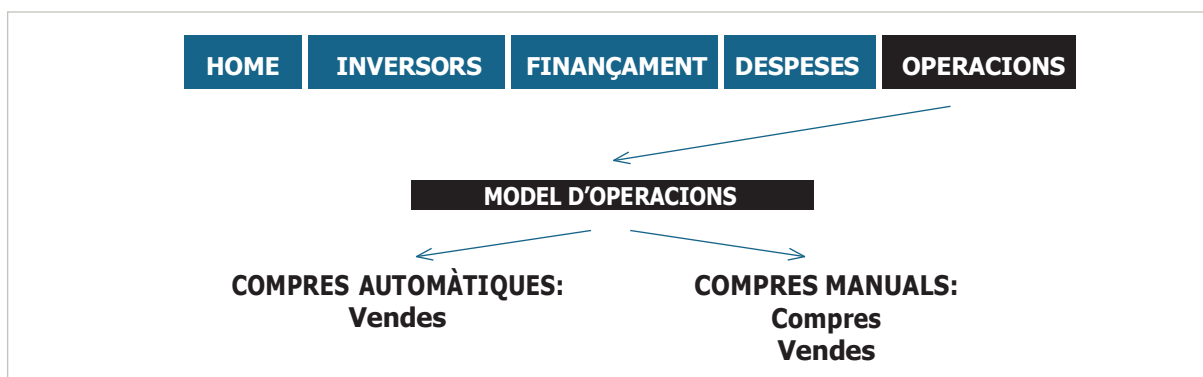 HOME INVERSORS FINANÇAMENT DESPESES OPERACIONS
MODEL D’OPERACIONS
COMPRES AUTOMÀTIQUES:
Vendes
COMPRES MANUALS:
Compres
Vendes